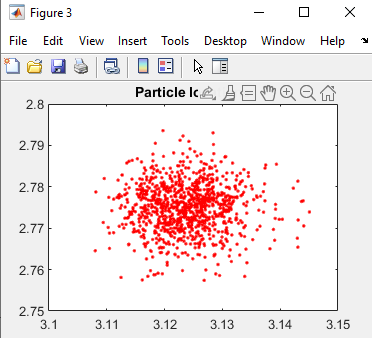 Figure 3
File Edit View Insert Tools Desktop Window Help
Particle
2.8
2.79
2.78
2.77
2.76
2.75
3.1 3.11 3.12 3.13 3.14 3.15